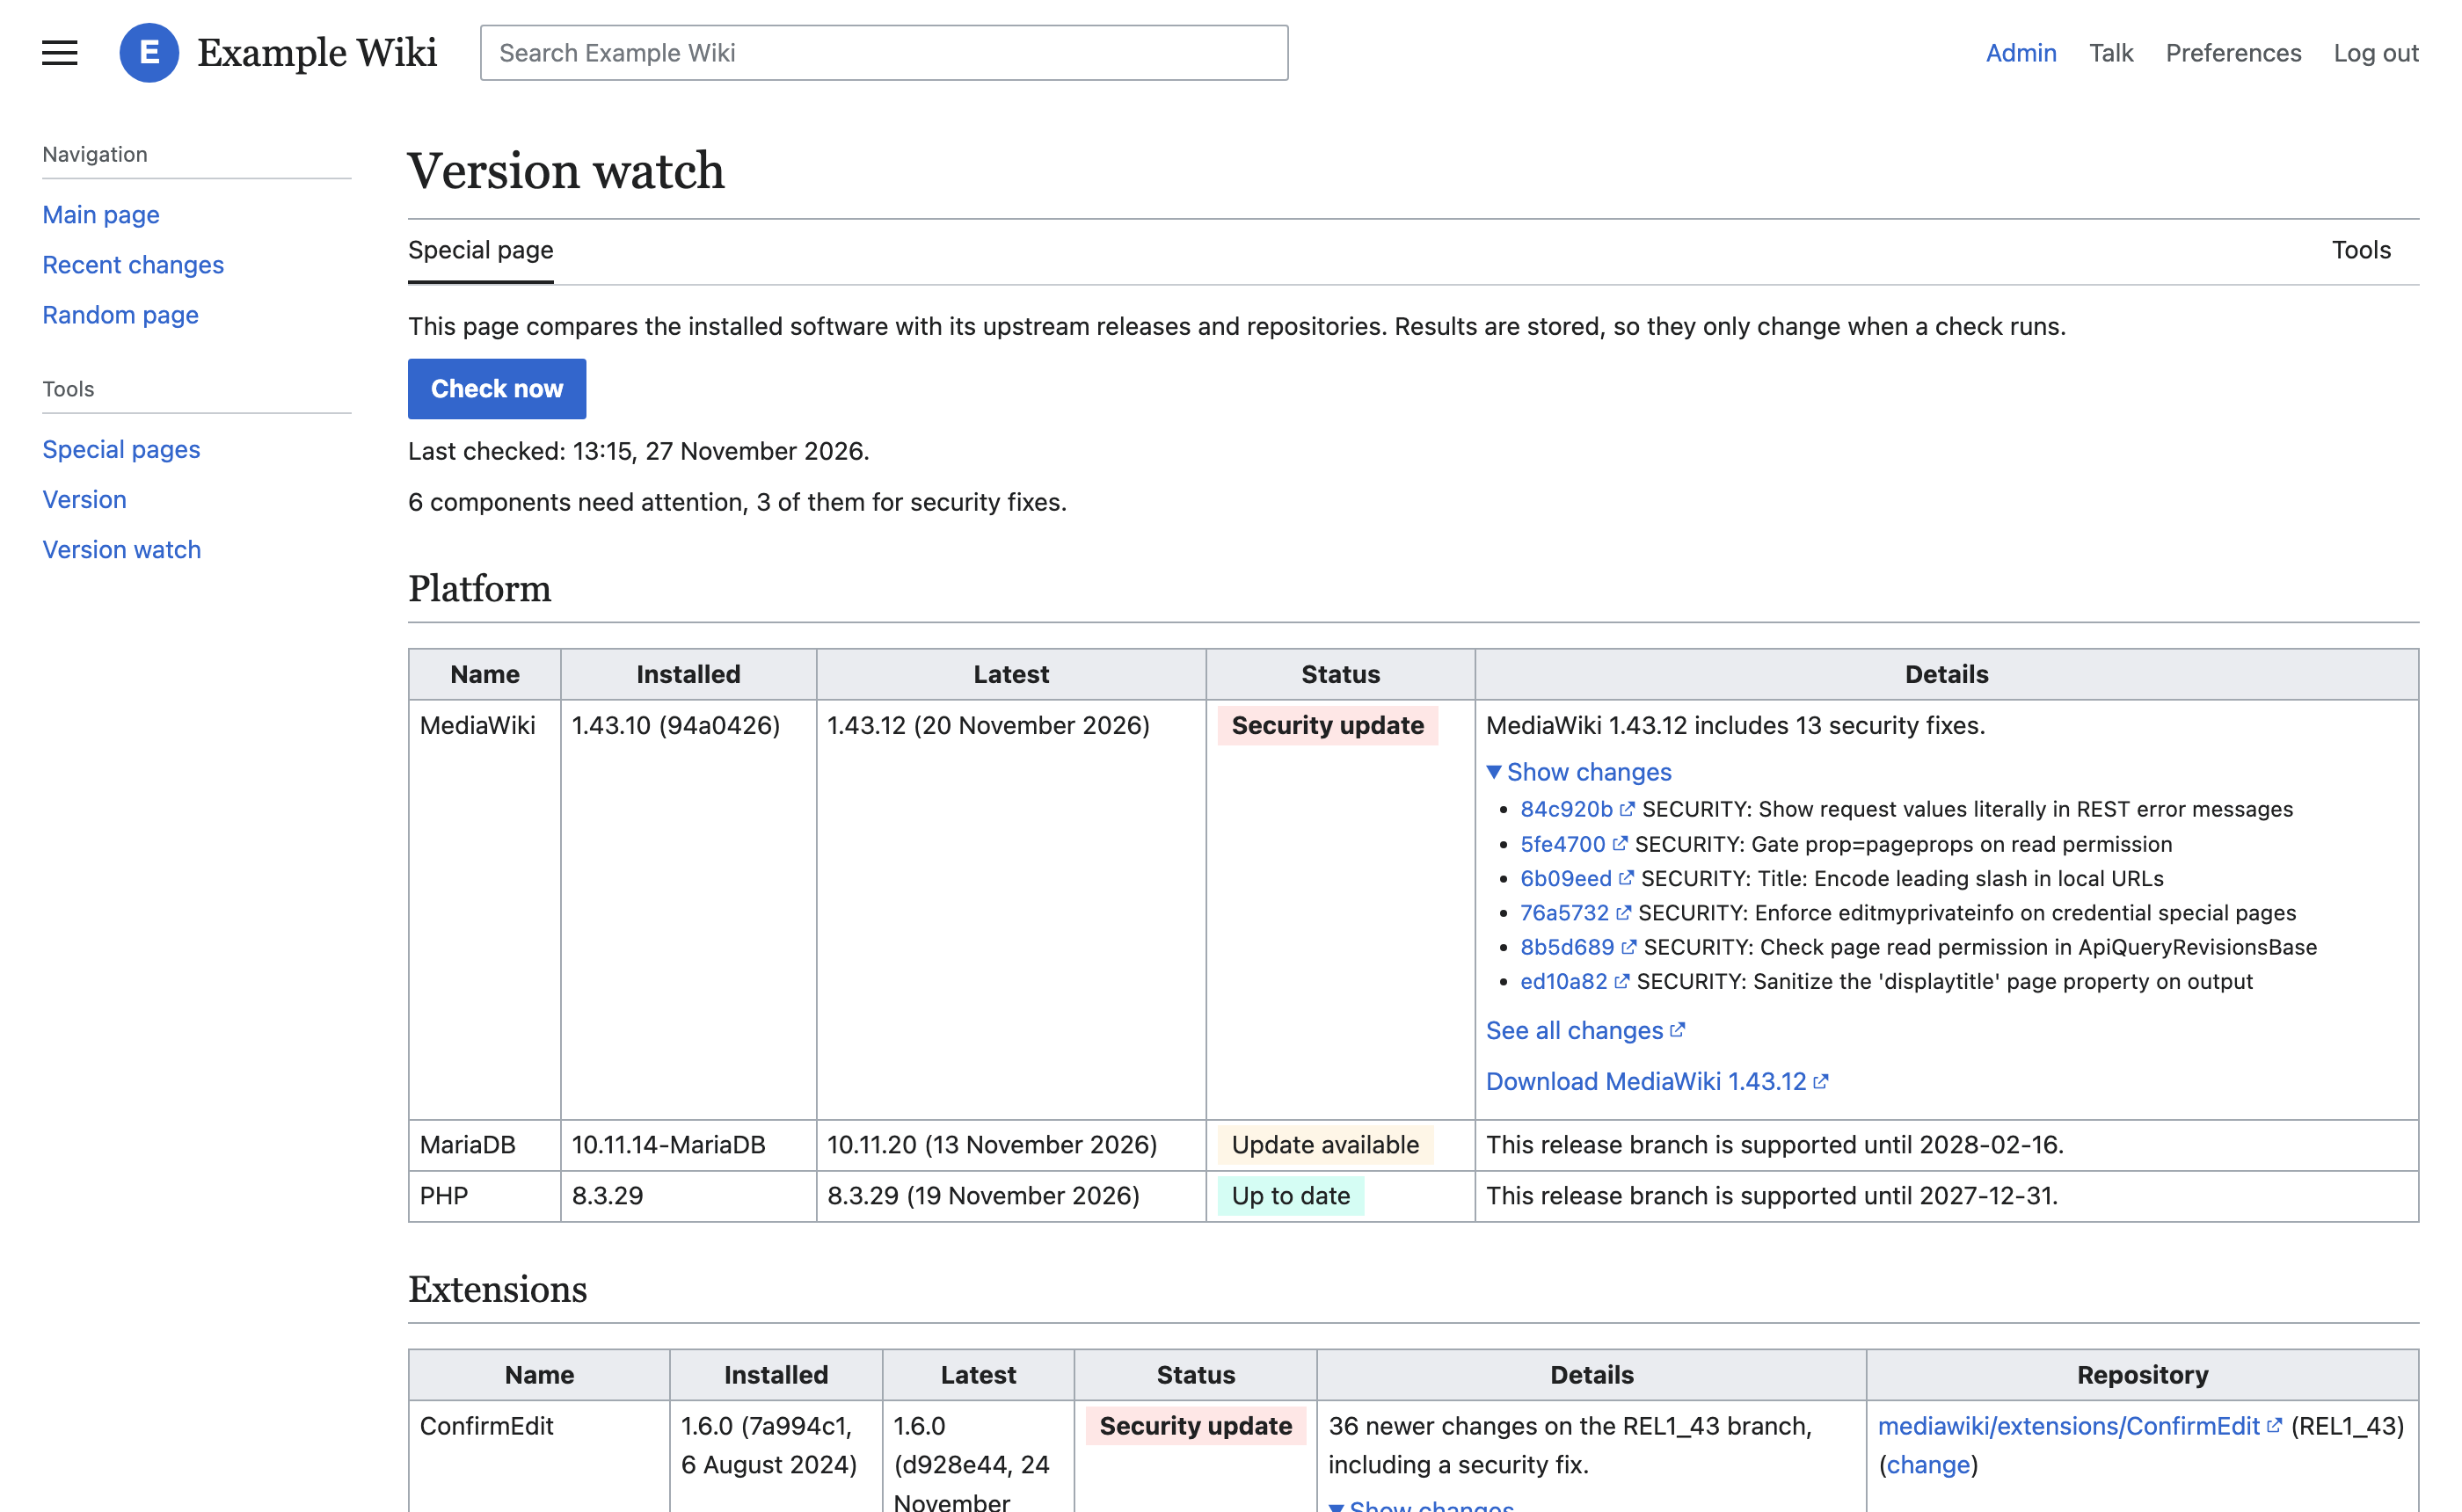 E Example Wiki
Search Example Wiki
Admin Talk Preferences Log out
Navigation
Main page
Recent changes
Random page
Tools
Special pages
Version
Version watch
Version watch
Special page
Tools
This page compares the installed software with its upstream releases and repositories. Results are stored, so they only change when a check runs.
Check now
Last checked: 13:15, 27 November 2026.
6 components need attention, 3 of them for security fixes.
Platform
Name Installed Latest Status Details
MediaWiki 1.43.10 (94a0426) 1.43.12 (20 November 2026) Security update MediaWiki 1.43.12 includes 13 security fixes.
Show changes
84c920b SECURITY: Show request values literally in REST error messages
5fe4700 SECURITY: Gate prop=pageprops on read permission
6b09eed SECURITY: Title: Encode leading slash in local URLs
76a5732 SECURITY: Enforce editmyprivateinfo on credential special pages
8b5d689 SECURITY: Check page read permission in ApiQueryRevisionsBase
ed10a82 SECURITY: Sanitize the 'displaytitle' page property on output
See all changes
Download MediaWiki 1.43.12
MariaDB 10.11.14-MariaDB 10.11.20 (13 November 2026) Update available This release branch is supported until 2028-02-16.
PHP 8.3.29 8.3.29 (19 November 2026) Up to date This release branch is supported until 2027-12-31.
Extensions
Name Installed Latest Status Details Repository
ConfirmEdit 1.6.0 (7a994c1, 1.6.0 Security update 36 newer changes on the REL1_43 branch, mediawiki/extensions/ConfirmEdit (REL1_43)
6 August 2024) (d928e44, 24 including a security fix. (change)
November Show changes